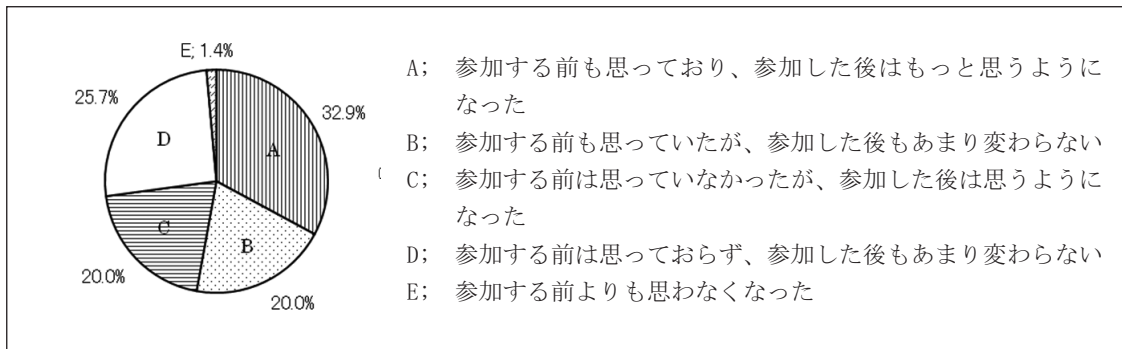 E; 1.4%
25.7%
32.9%
D
A
C
B
20.0%
20.0%
A; 参加する前も思っており、参加した後はもっと思うように
なった
B; 参加する前も思っていたが、参加した後もあまり変わらない
C; 参加する前は思っていなかったが、参加した後は思うように
なった
D; 参加する前は思っておらず、参加した後もあまり変わらない
E; 参加する前よりも思わなくなった